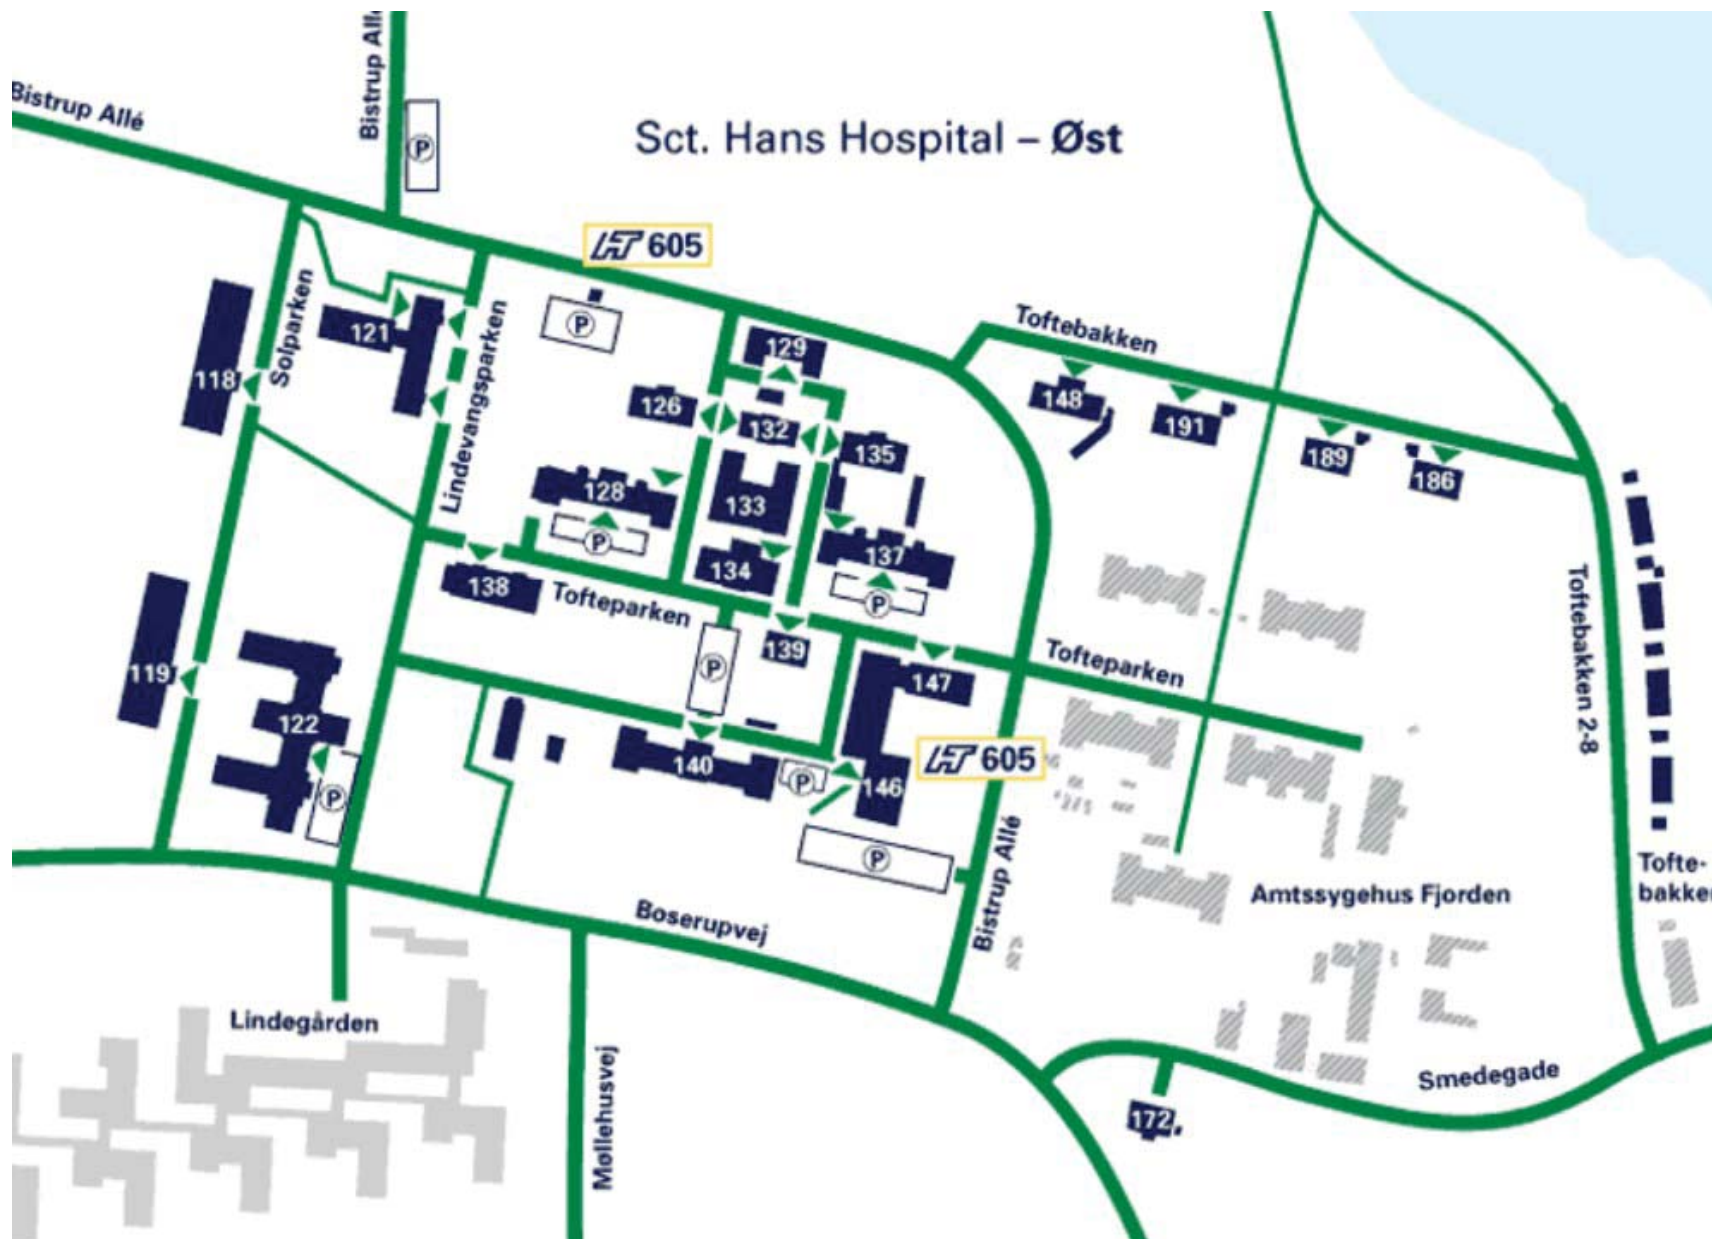 Bistrup Allé
Bistrup Allé
P
Sct. Hans Hospital – Øst
HT 605
Solparken
Lindevangsparken
P
Toftebakken
121
118
129
126
132
135
148
191
189
186
128
133
P
134
137
P
138
Tofteparken
139
P
147
Tofteparken
Toftebakken 2-8
119
122
P
140
P
146
HT 605
P
Bistrup Allé
Amtssygehus Fjorden
Tofte-
bakken
Boserupvej
Lindegården
Møllehusvej
Smedegade
172